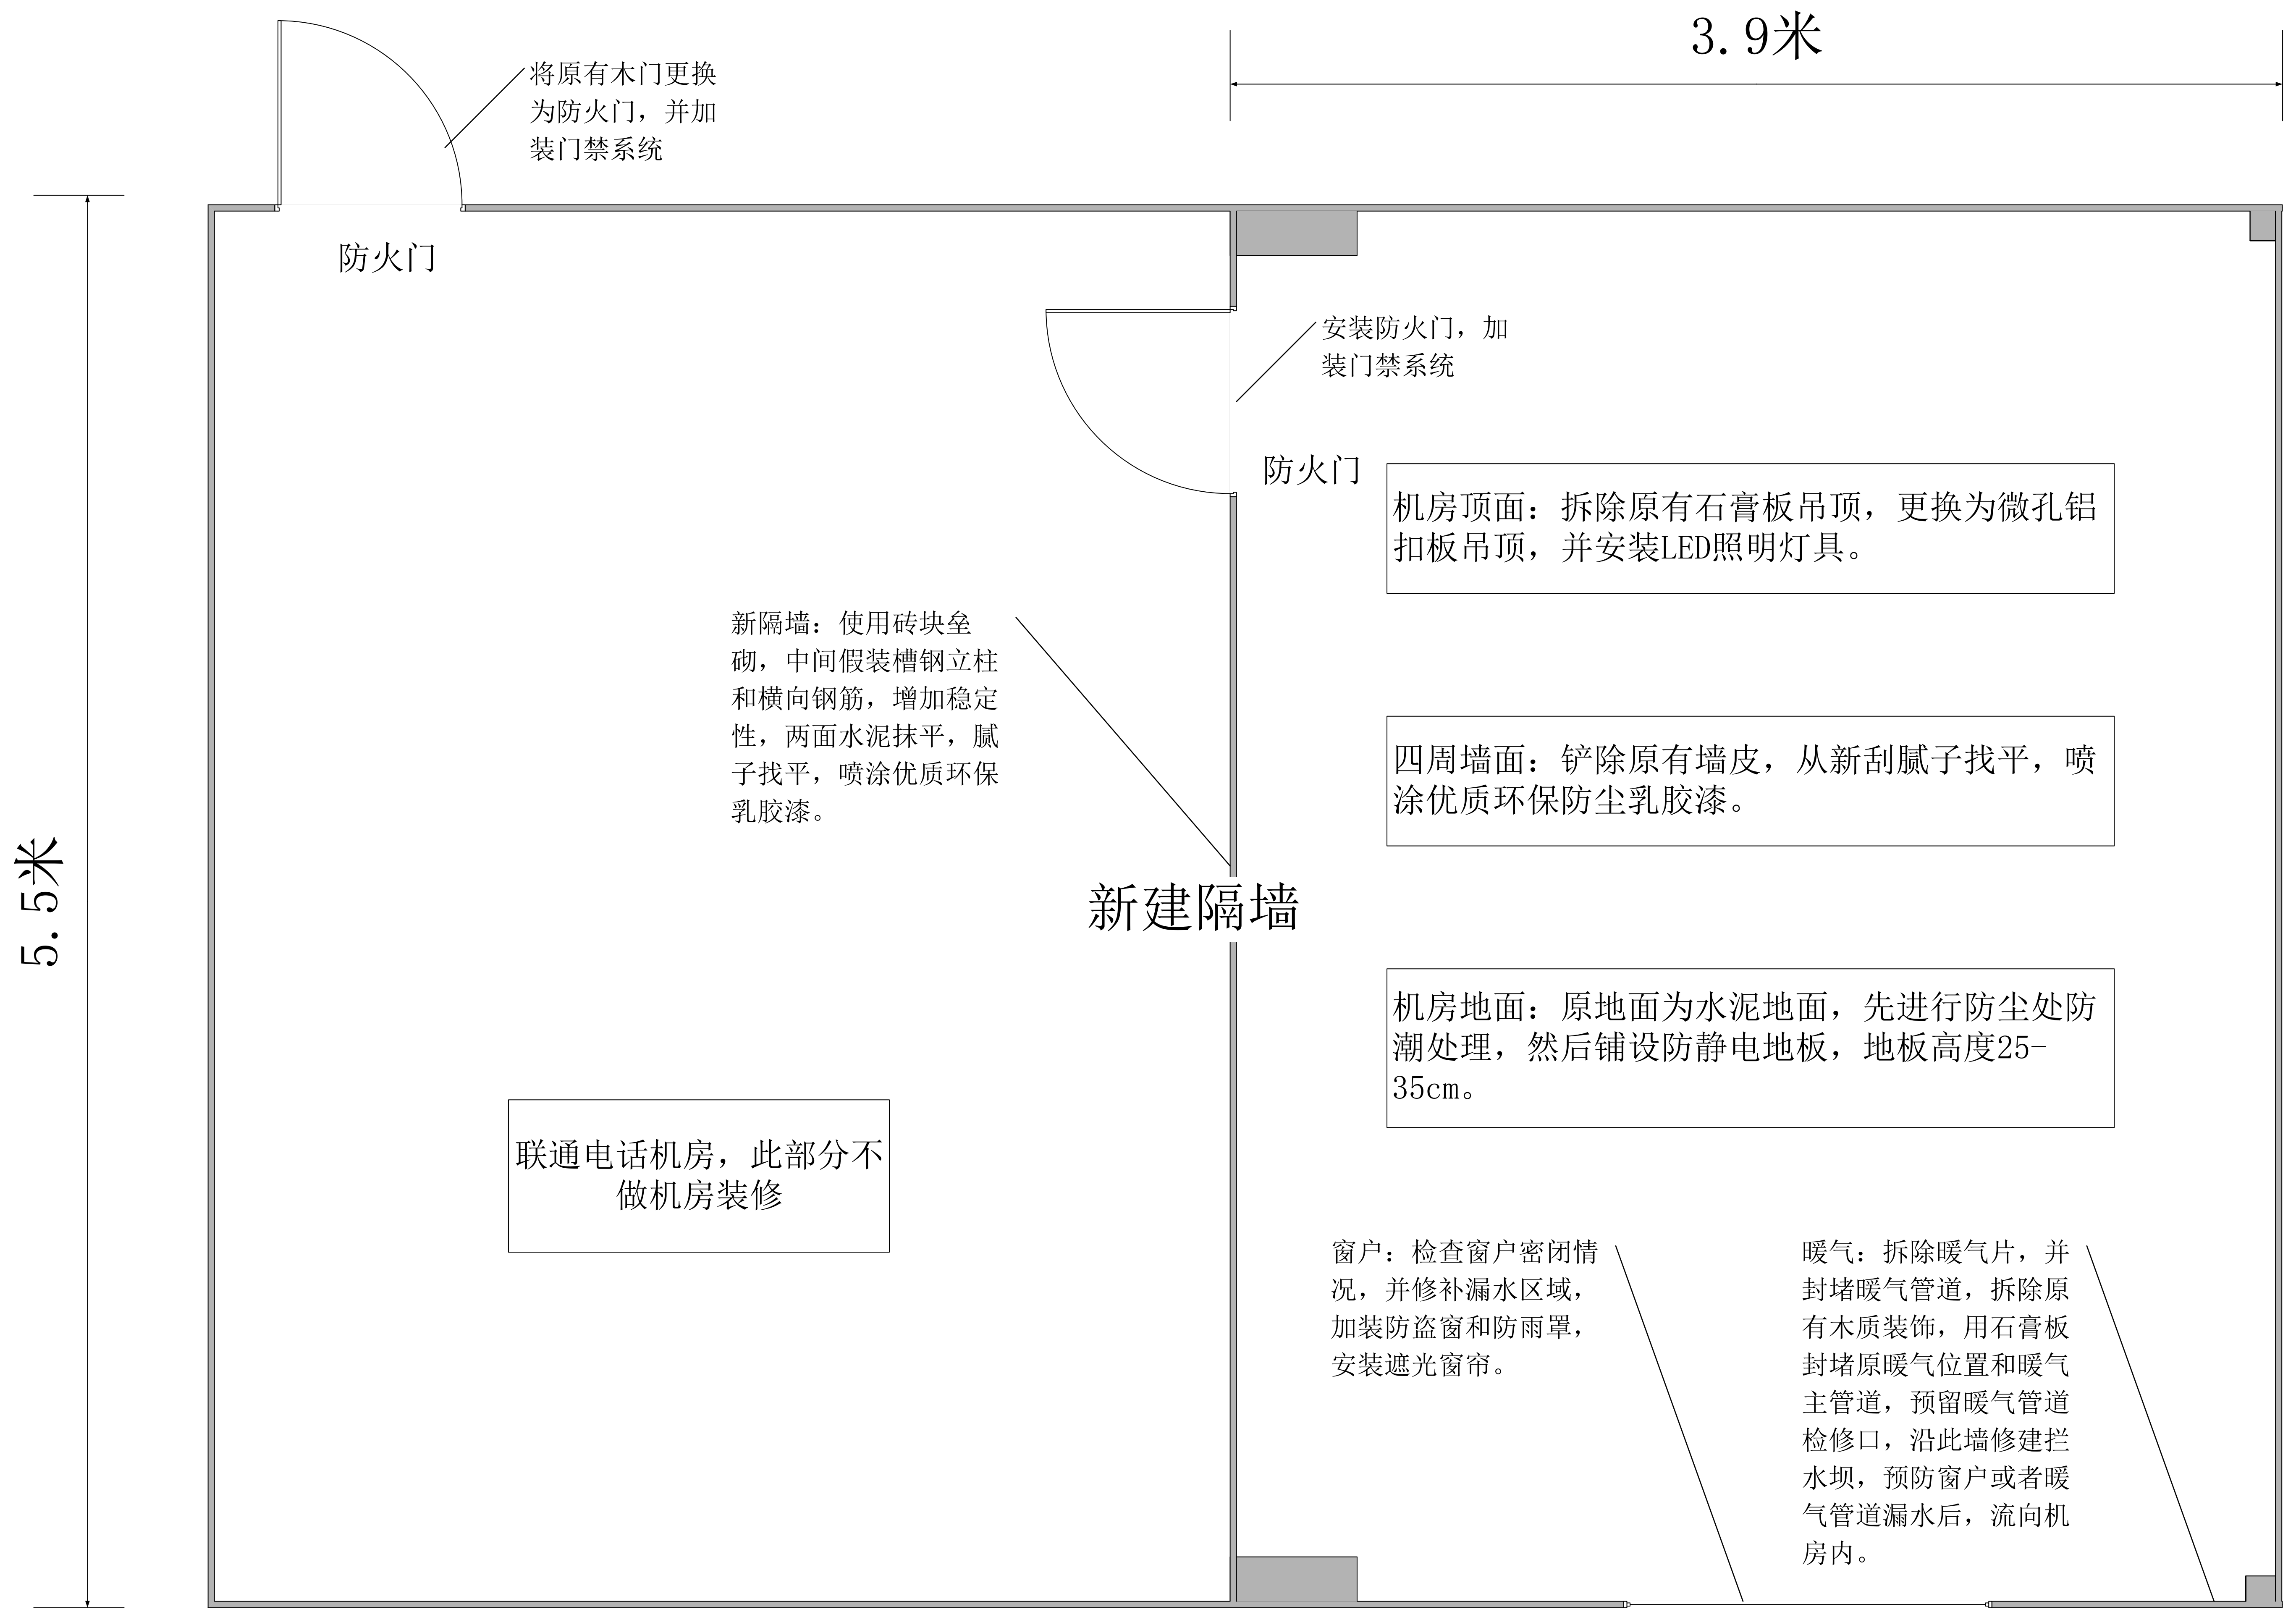 3.9米
将原有木门更换
为防火门，并加
装门禁系统
防火门
安装防火门，加
装门禁系统
防火门
机房顶面：拆除原有石膏板吊顶，更换为微孔铝
扣板吊顶，并安装LED照明灯具。
新隔墙：使用砖块垒
砌，中间假装槽钢立柱
和横向钢筋，增加稳定
性，两面水泥抹平，腻
子找平，喷涂优质环保
乳胶漆。
四周墙面：铲除原有墙皮，从新刮腻子找平，喷
涂优质环保防尘乳胶漆。
5.5米
新建隔墙
机房地面：原地面为水泥地面，先进行防尘处防
潮处理，然后铺设防静电地板，地板高度25-
35cm。
联通电话机房，此部分不
做机房装修
窗户：检查窗户密闭情
况，并修补漏水区域，
加装防盗窗和防雨罩，
安装遮光窗帘。
暖气：拆除暖气片，并
封堵暖气管道，拆除原
有木质装饰，用石膏板
封堵原暖气位置和暖气
主管道，预留暖气管道
检修口，沿此墙修建拦
水坝，预防窗户或者暖
气管道漏水后，流向机
房内。